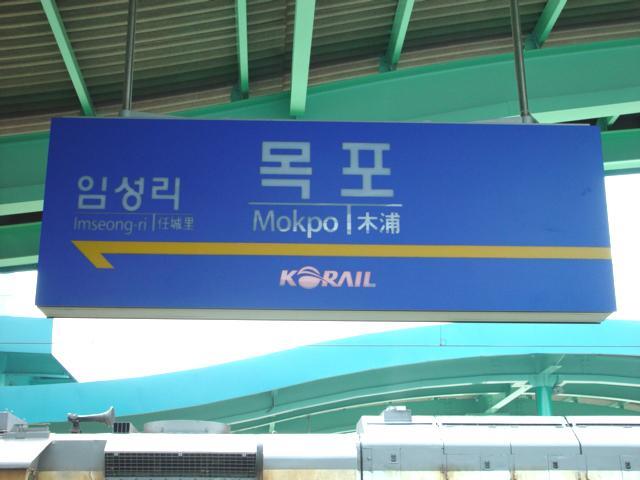 목포
Mokpo | 木浦
임성리
Imseong-ri | 任城里
KORAIL